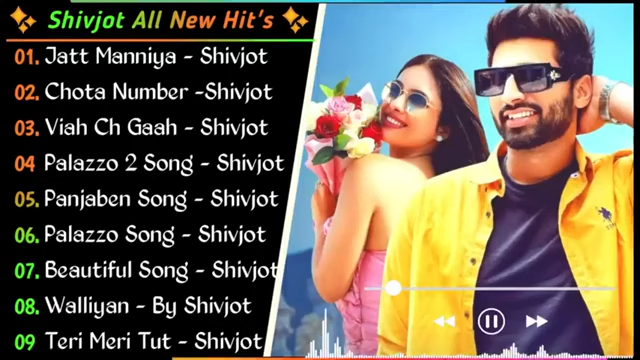 Shivjot All New Hit's
01. Jatt Manniya - Shivjot
02. Chota Number -Shivjot
03. Viah Ch Gaah - Shivjot
04 Palazzo 2 Song - Shivjot
05. Panjaben Song - Shivjot
06. Palazzo Song - Shivjot
07. Beautiful Song - Shivjot
08. Walliyan - By Shivjot
09 Teri Meri Tut - Shivjot